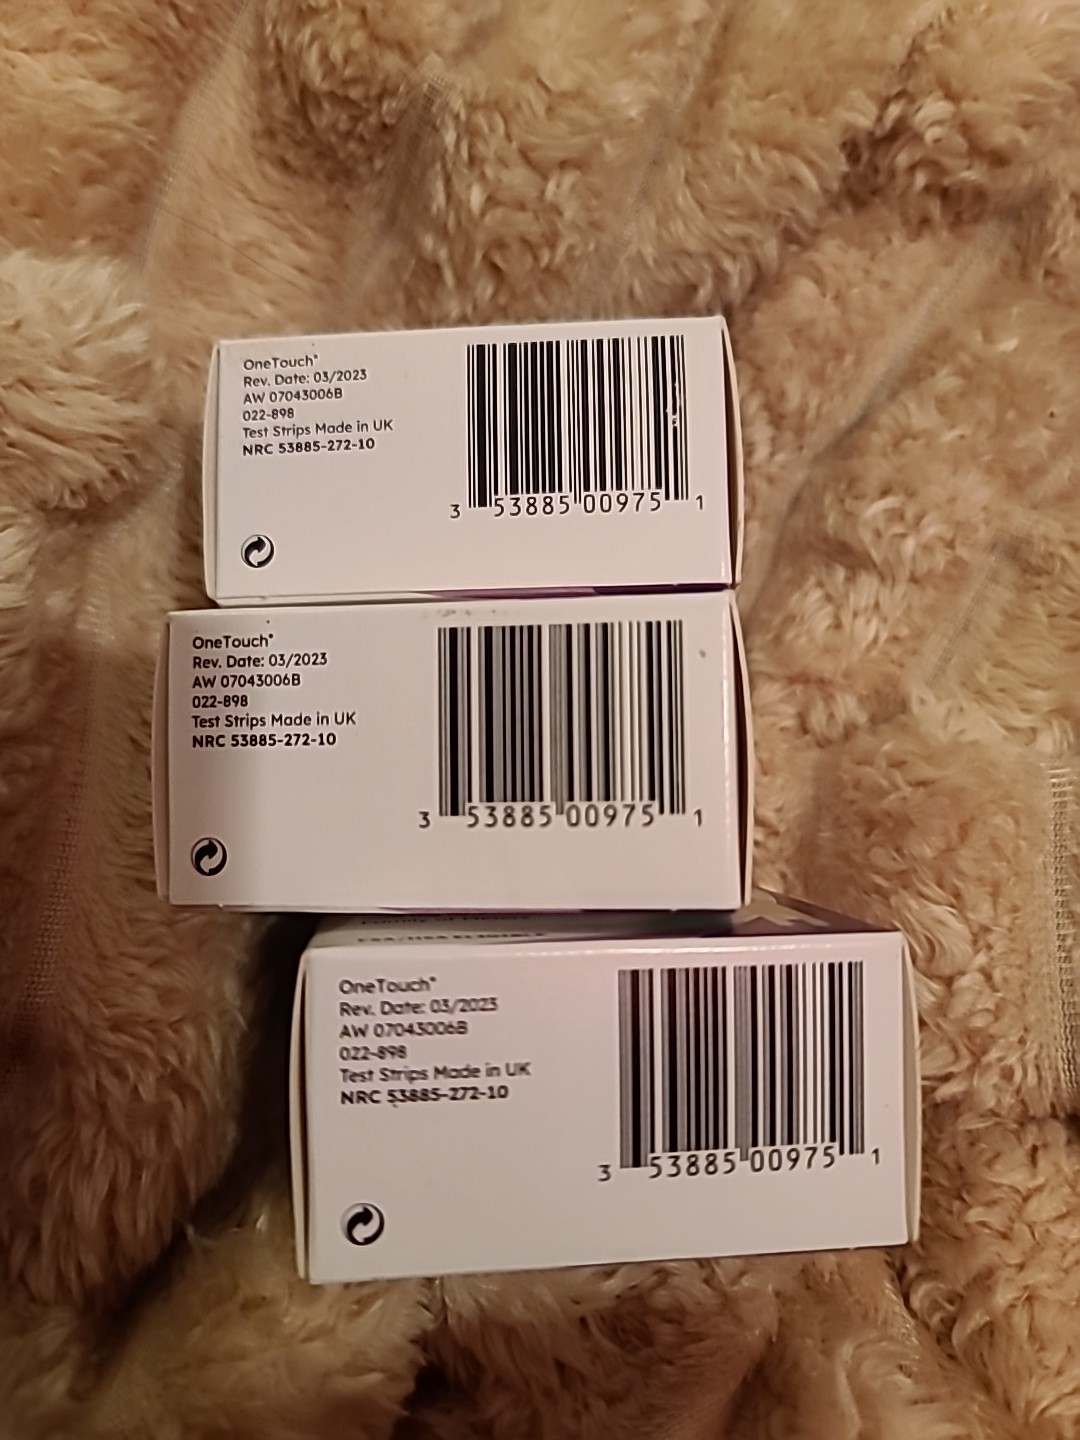 OneTouch®
Rev. Date: 03/2023
AW 07043006B
022-898
Test Strips Made in UK
NRC 53885-272-10
3 53885 00975 1
OneTouch®
Rev. Date: 03/2023
AW 07043006B
022-898
Test Strips Made in UK
NRC 53885-272-10
3 53885 00975 1
FSA/HSA ELIGIBLE
OneTouch®
Rev. Date: 03/2023
AW 07043006B
022-898
Test Strips Made in UK
NRC 53885-272-10
3 53885 00975 1